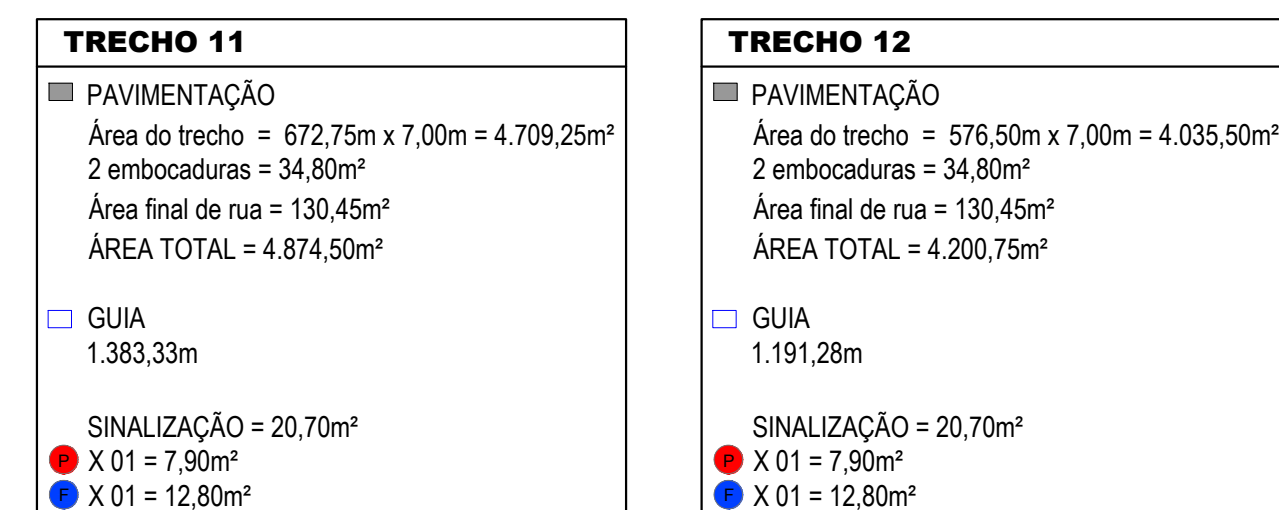 TRECHO 11
PAVIMENTAÇÃO
Área do trecho = 672,75m x 7,00m = 4.709,25m²
2 embocaduras = 34,80m²
Área final de rua = 130,45m²
ÁREA TOTAL = 4.874,50m²
GUIA
1.383,33m
SINALIZAÇÃO = 20,70m²
P X 01 = 7,90m²
F X 01 = 12,80m²
TRECHO 12
PAVIMENTAÇÃO
Área do trecho = 576,50m x 7,00m = 4.035,50m²
2 embocaduras = 34,80m²
Área final de rua = 130,45m²
ÁREA TOTAL = 4.200,75m²
GUIA
1.191,28m
SINALIZAÇÃO = 20,70m²
P X 01 = 7,90m²
F X 01 = 12,80m²